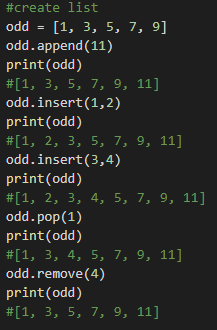 #create list
odd = [1, 3, 5, 7, 9]
odd.append(11)
print(odd)
#[1, 3, 5, 7, 9, 11]
odd.insert(1,2)
print(odd)
#[1, 2, 3, 5, 7, 9, 11]
odd.insert(3,4)
print(odd)
#[1, 2, 3, 4, 5, 7, 9, 11]
odd.pop(1)
print(odd)
#[1, 3, 4, 5, 7, 9, 11]
odd.remove(4)
print(odd)
#[1, 3, 5, 7, 9, 11]